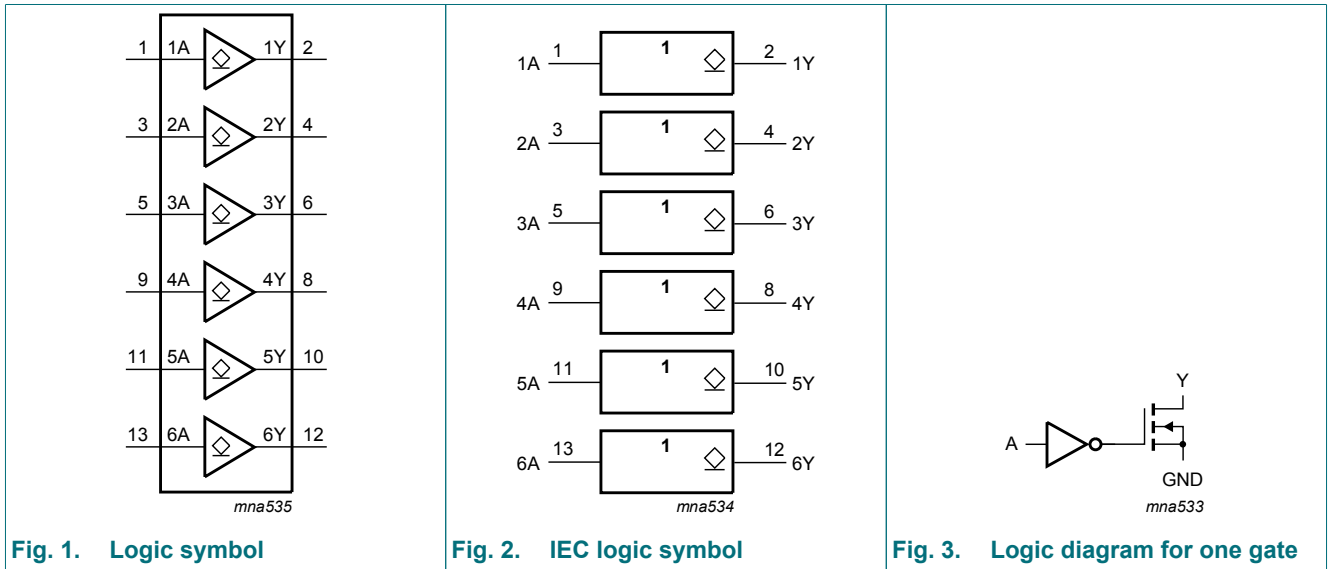 1 1A 1Y 2
3 2A 2Y 4
5 3A 3Y 6
9 4A 4Y 8
11 5A 5Y 10
13 6A 6Y 12
mna535
Fig. 1. Logic symbol
1A 1 1 2 1Y
2A 3 1 4 2Y
3A 5 1 6 3Y
4A 9 1 8 4Y
5A 11 1 10 5Y
6A 13 1 12 6Y
mna534
Fig. 2. IEC logic symbol
Y
A
GND
mna533
Fig. 3. Logic diagram for one gate